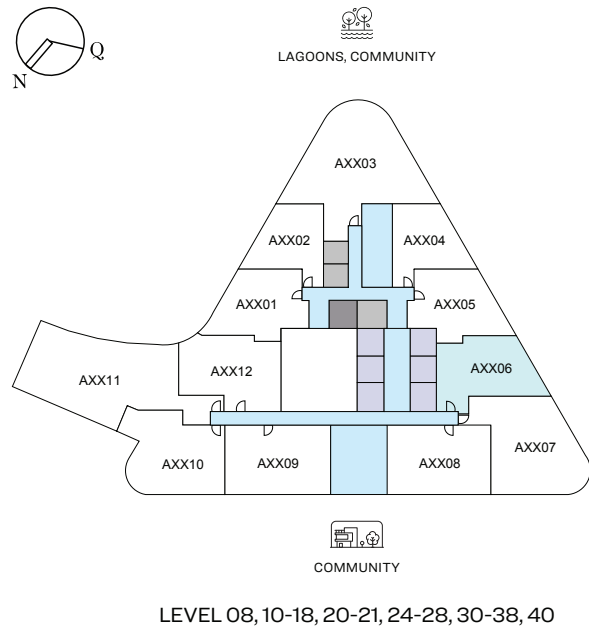 Q
N
LAGOONS, COMMUNITY
AXX03
AXX02
AXX04
AXX01
AXX05
AXX06
AXX11
AXX12
AXX10
AXX09
AXX08
AXX07
COMMUNITY
LEVEL 08, 10-18, 20-21, 24-28, 30-38, 40